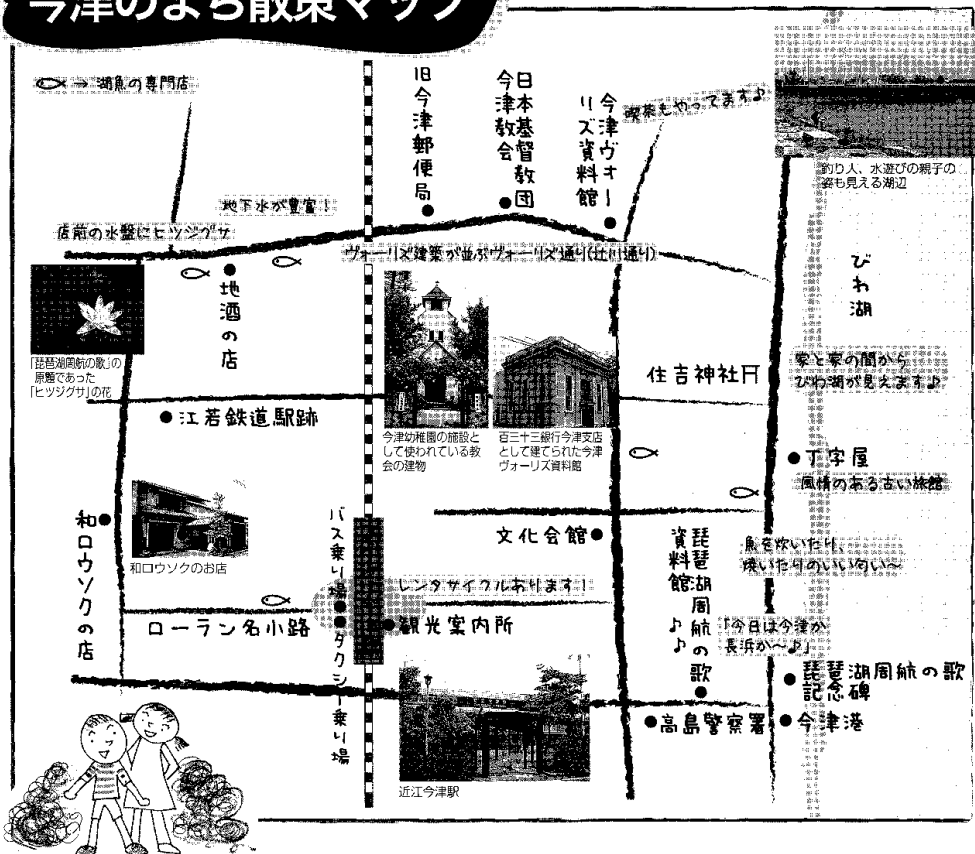 今津のまち散策マップ
→湖魚の専門店
旧今津郵便局
日本基督教団
今津教会
今津ヴォー
リズ資料館
喫茶もやってます♪
釣り人、水遊びの親子の
姿も見える湖辺
地下水が豊富!
店前の水盤にヒツジグサ
ヴォーリズ建築が並ぶヴォーリズ通り(辻川通り)
地酒の店
びわ湖
「琵琶湖周航の歌」の
原題であった
「ヒツジグサ」の花
江若鉄道駅跡
今津幼稚園の施設と
して使われている教
会の建物
百三十三銀行今津支店
として建てられた今津
ヴォーリズ資料館
住吉神社
家と家の間から
びわ湖が見えます♪
丁字屋
風情のある古い旅館
和ロウソクの店
和ロウソクのお店
バス乗り場
タクシー乗り場
文化会館
琵琶湖周航の歌
資料館♪♪
魚を炊いたり、
焼いたりのいい匂い〜
レンタサイクルあります!
ローラン名小路
観光案内所
「今日は今津か
長浜か〜♪」
琵琶湖周航の歌
記念碑
高島警察署
今津港
近江今津駅